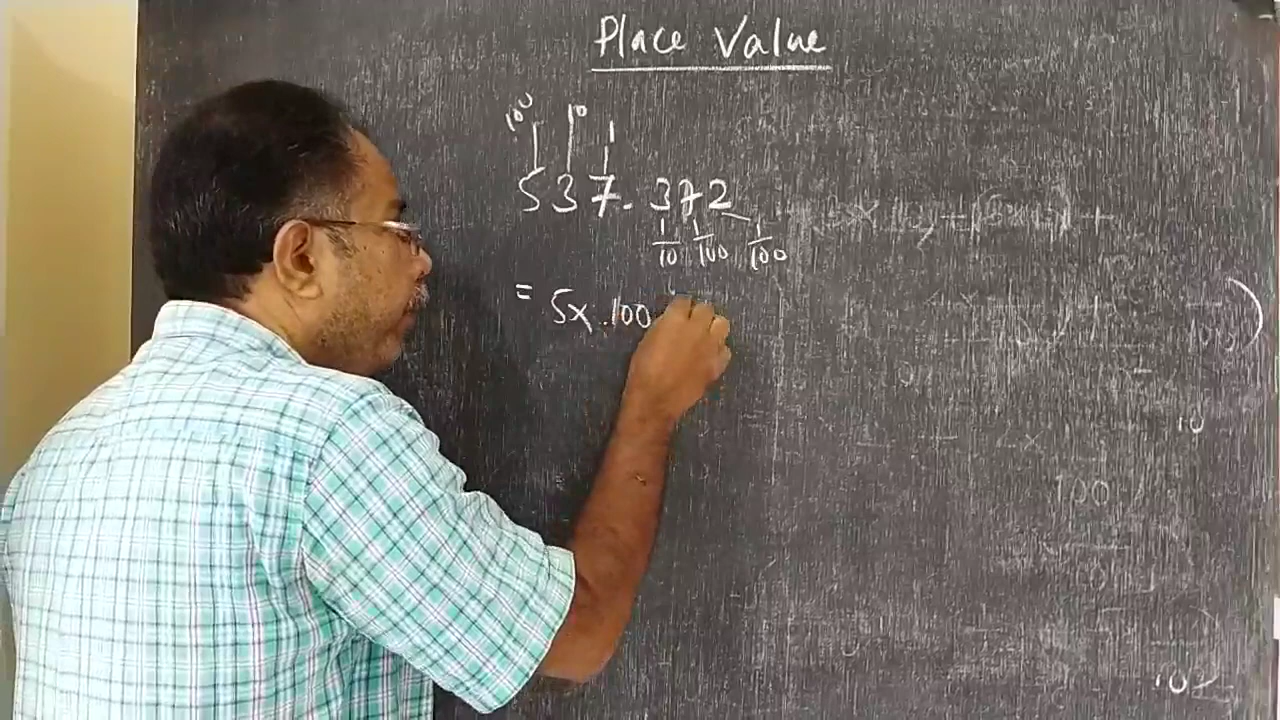 Place Value
100 10 1
537.372
1/10 1/100 1/100
= 5x 100